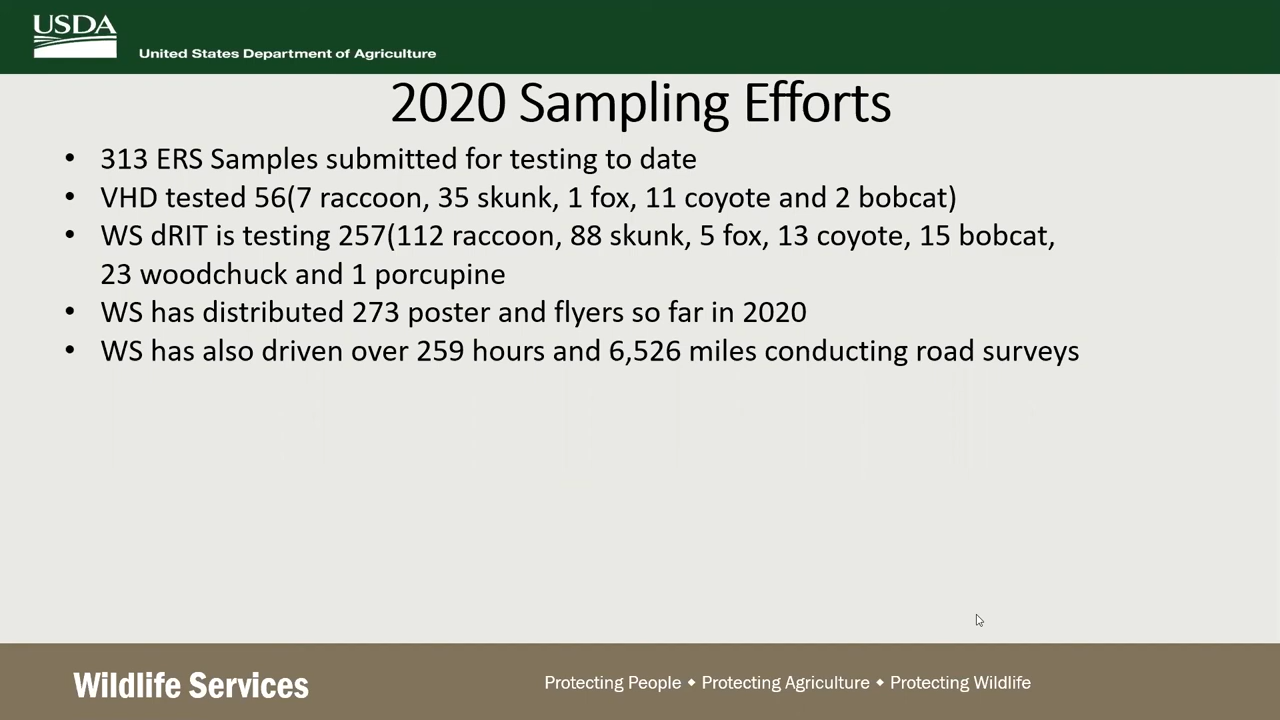 USDA
United States Department of Agriculture
2020 Sampling Efforts
• 313 ERS Samples submitted for testing to date
• VHD tested 56(7 raccoon, 35 skunk, 1 fox, 11 coyote and 2 bobcat)
• WS dRIT is testing 257(112 raccoon, 88 skunk, 5 fox, 13 coyote, 15 bobcat,
23 woodchuck and 1 porcupine
• WS has distributed 273 poster and flyers so far in 2020
• WS has also driven over 259 hours and 6,526 miles conducting road surveys
Wildlife Services
Protecting People ◆ Protecting Agriculture ◆ Protecting Wildlife